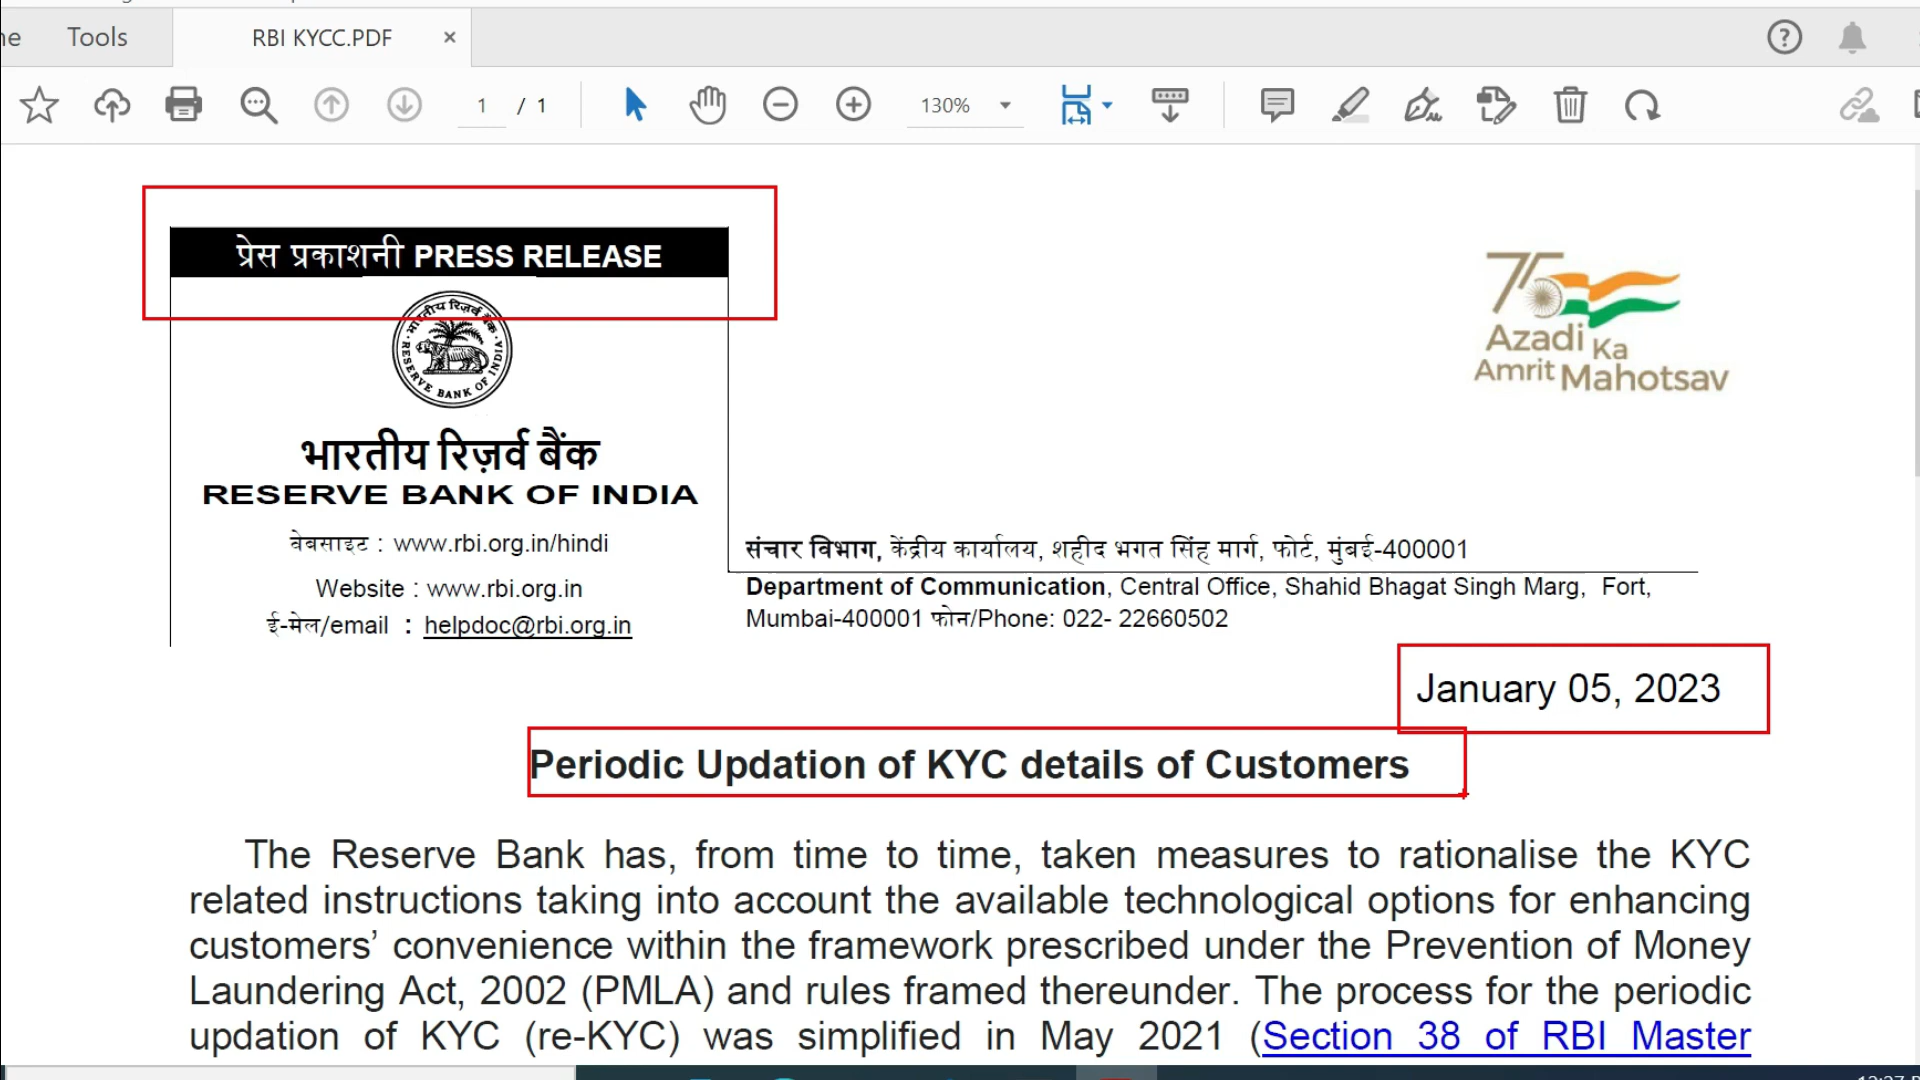 Tools
RBI KYCC.PDF
1 / 1
130%
प्रेस प्रकाशनी PRESS RELEASE
भारतीय रिज़र्व बैंक
RESERVE BANK OF INDIA
75
Azadi Ka
Amrit Mahotsav
भारतीय रिज़र्व बैंक
RESERVE BANK OF INDIA
वेबसाइट : www.rbi.org.in/hindi
Website : www.rbi.org.in
ई-मेल/email : helpdoc@rbi.org.in
संचार विभाग, केंद्रीय कार्यालय, शहीद भगत सिंह मार्ग, फोर्ट, मुंबई-400001
Department of Communication, Central Office, Shahid Bhagat Singh Marg, Fort,
Mumbai-400001 फोन/Phone: 022- 22660502
January 05, 2023
Periodic Updation of KYC details of Customers
The Reserve Bank has, from time to time, taken measures to rationalise the KYC
related instructions taking into account the available technological options for enhancing
customers’ convenience within the framework prescribed under the Prevention of Money
Laundering Act, 2002 (PMLA) and rules framed thereunder. The process for the periodic
updation of KYC (re-KYC) was simplified in May 2021 (Section 38 of RBI Master